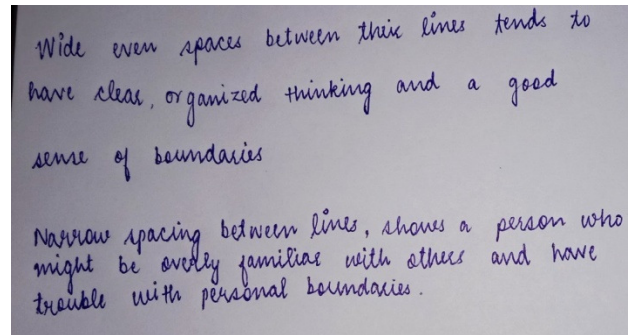 Wide even spaces between their lines tends to
have clear, organized thinking and a good
sense of boundaries
Narrow spacing between lines, shows a person who
might be overly familiar with others and have
trouble with personal boundaries.